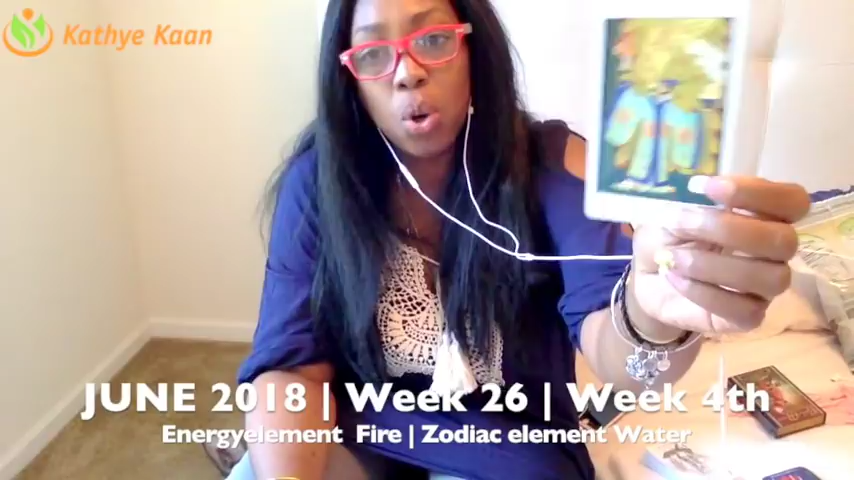 Kathye Kaan
JUNE 2018 | Week 26 | Week 4th
Energyelement Fire | Zodiac element Water